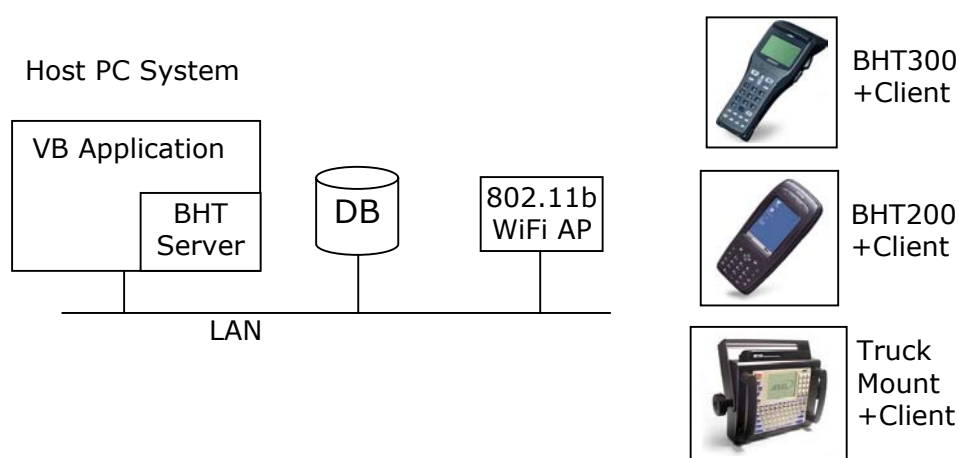 Host PC System
VB Application
BHT
Server
DB
802.11b
WiFi AP
LAN
BHT300
+Client
BHT200
+Client
Truck
Mount
+Client